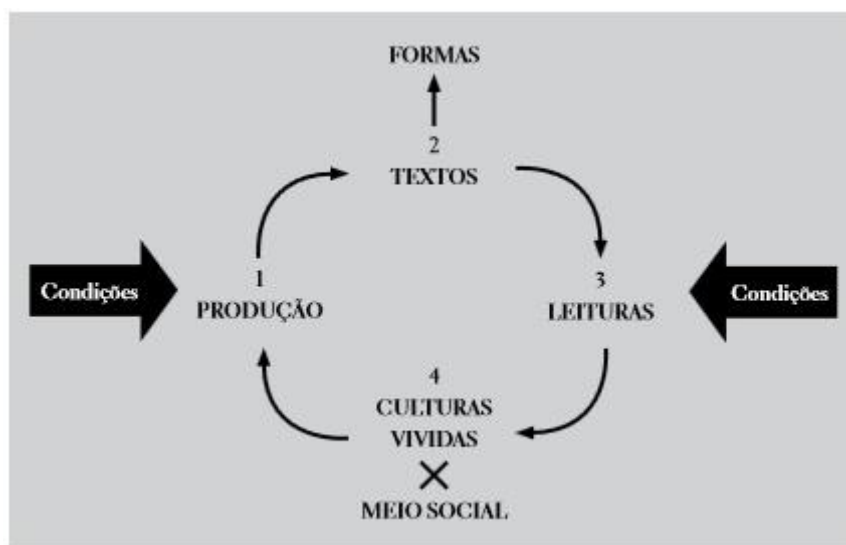 FORMAS
2
TEXTOS
Condições
1
PRODUÇÃO
3
LEITURAS
Condições
4
CULTURAS
VIVIDAS
MEIO SOCIAL